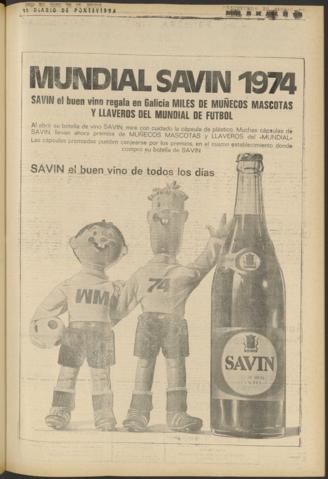 DIARIO DE PONTEVEDRA
MUNDIAL SAVIN 1974
SAVIN el buen vino regala en Galicia MILES DE MUÑECOS MASCOTAS
Y LLAVEROS DEL MUNDIAL DE FUTBOL
Al abrir su botella de vino SAVIN, mire con cuidado la cápsula de plástico. Muchas cápsulas de
SAVIN, llevan ahora premios de MUÑECOS MASCOTAS y LLAVEROS del «MUNDIAL»
Las cápsulas premiadas pueden canjearse por los premios, en el mismo establecimiento donde
compro su botella de SAVIN
SAVIN el buen vino de todos los días
WM
74
SAVIN